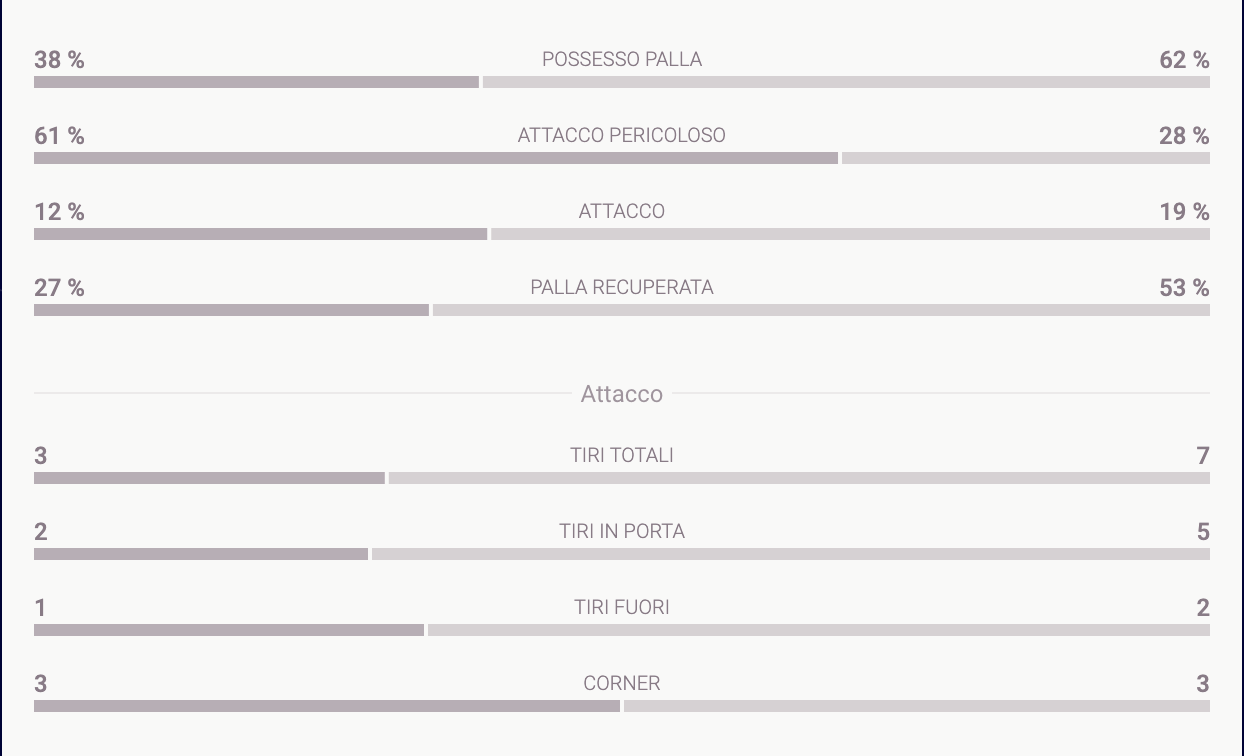 38 % POSSESSO PALLA 62 %
61 % ATTACCO PERICOLOSO 28 %
12 % ATTACCO 19 %
27 % PALLA RECUPERATA 53 %
Attacco
3 TIRI TOTALI 7
2 TIRI IN PORTA 5
1 TIRI FUORI 2
3 CORNER 3